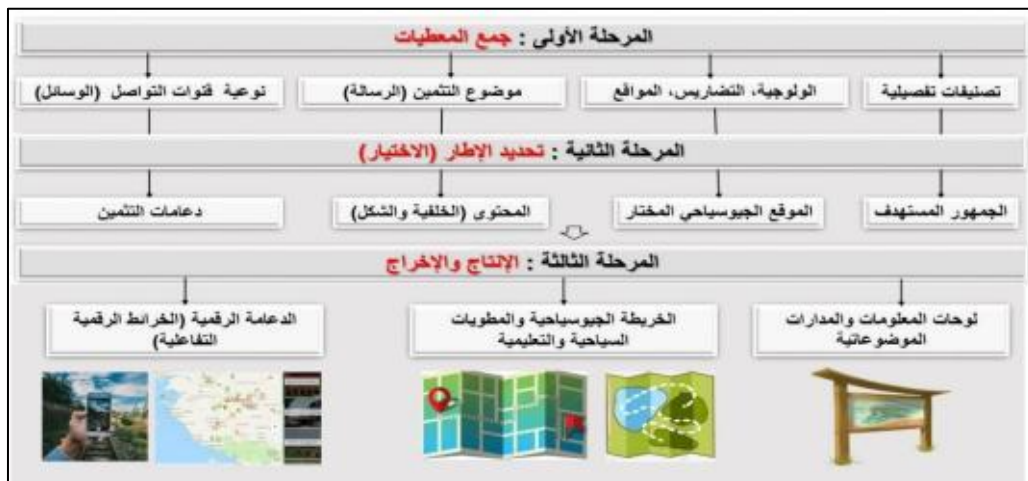 المرحلة الأولى : جمع المعطيات
تصنيفات تفصيلية
الولوجية، التضاريس، المواقع
موضوع التثمين (الرسالة)
نوعية قنوات التواصل (الوسائل)
المرحلة الثانية : تحديد الإطار (الاختيار)
الجمهور المستهدف
الموقع الجيوسياحي المختار
المحتوى (الخلفية والشكل)
دعامات التثمين
المرحلة الثالثة : الإنتاج والإخراج
لوحات المعلومات والمدارات
الموضوعاتية
الخريطة الجيوسياحية والمطويات
السياحية والتعليمية
الدعامة الرقمية (الخرائط الرقمية
التفاعلية)